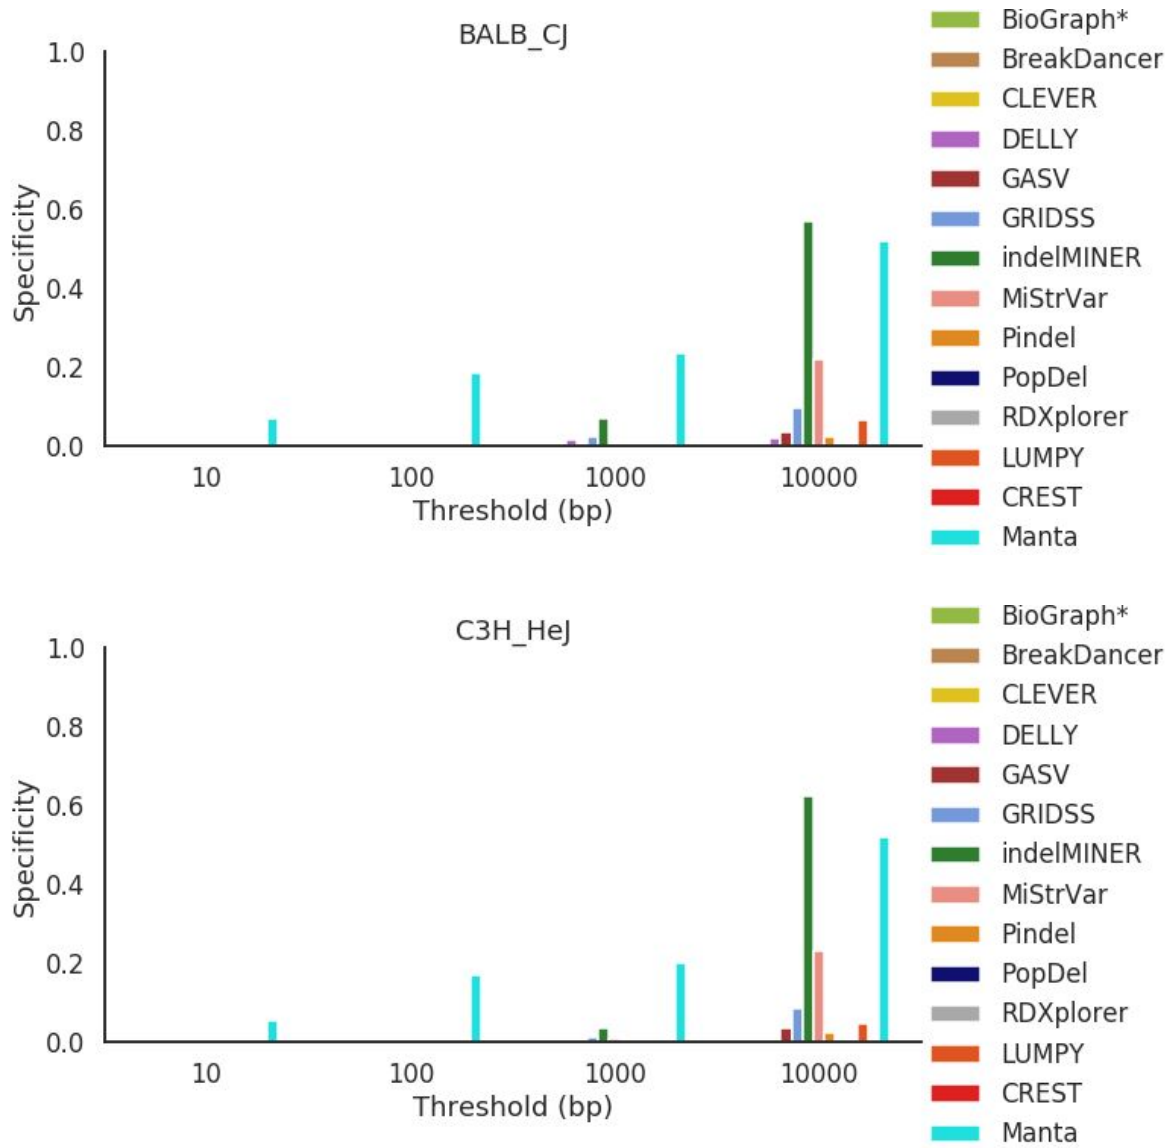 BALB_CJ
Specificity
1.0
0.8
0.6
0.4
0.2
0.0
10 100 1000 10000
Threshold (bp)
BioGraph*
BreakDancer
CLEVER
DELLY
GASV
GRIDSS
indelMINER
MiStrVar
Pindel
PopDel
RDXplorer
LUMPY
CREST
Manta
C3H_HeJ
Specificity
1.0
0.8
0.6
0.4
0.2
0.0
10 100 1000 10000
Threshold (bp)
BioGraph*
BreakDancer
CLEVER
DELLY
GASV
GRIDSS
indelMINER
MiStrVar
Pindel
PopDel
RDXplorer
LUMPY
CREST
Manta